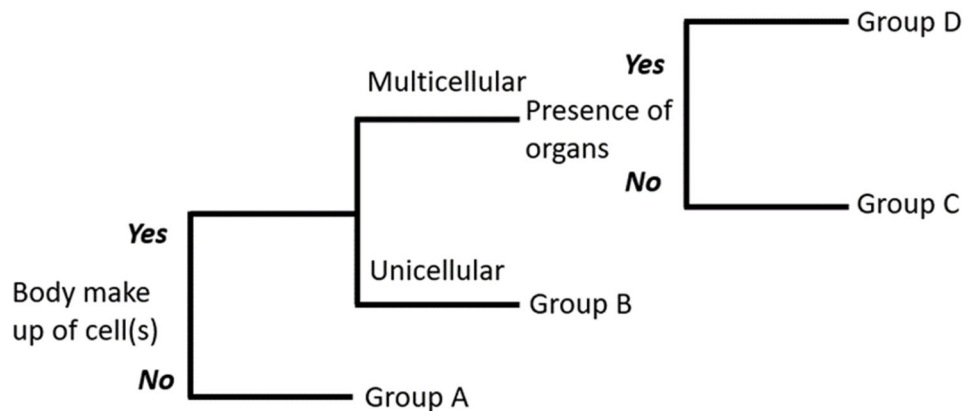 Group D
Yes
Multicellular
Presence of
organs
No
Group C
Yes
Unicellular
Body make
up of cell(s)
Group B
No
Group A